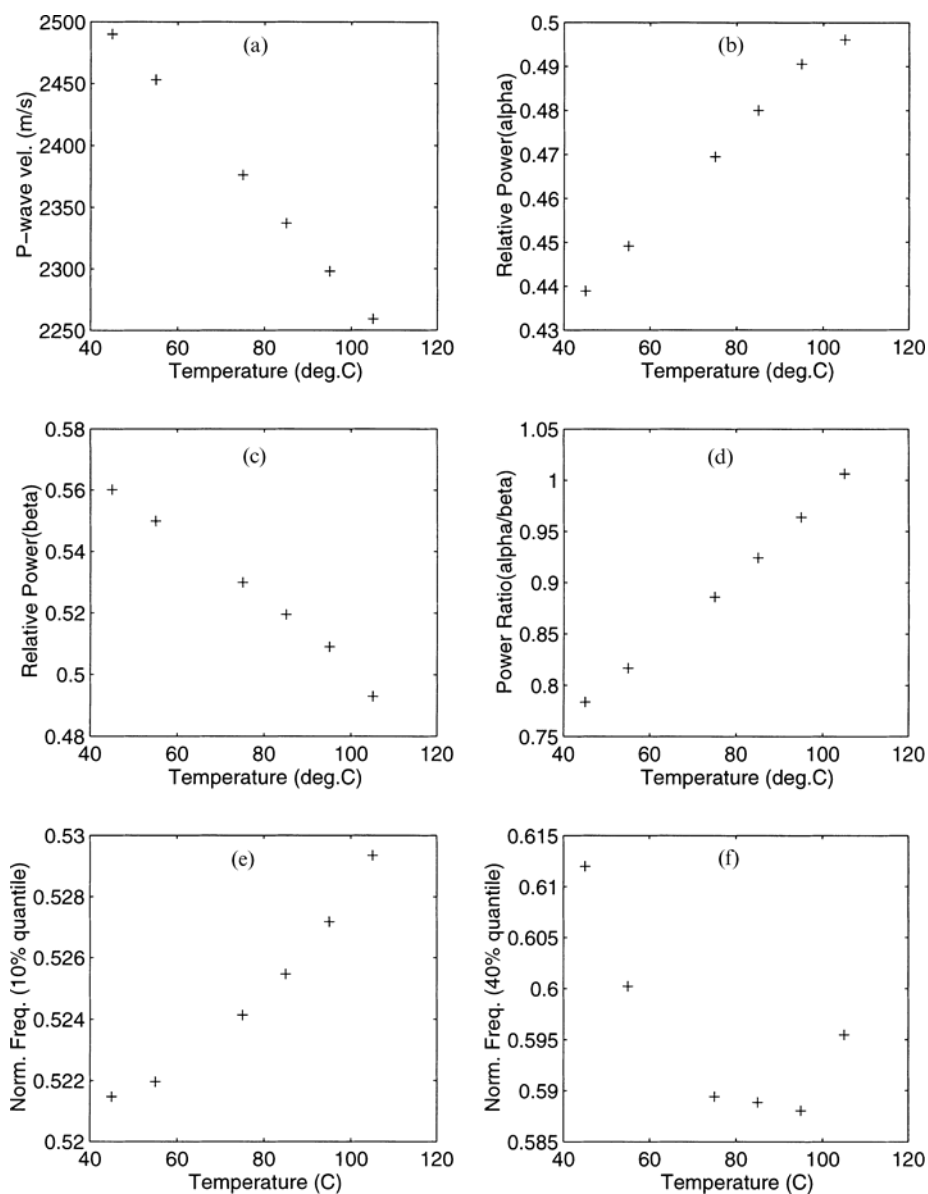 (a)
P-wave vel. (m/s)
2500
2450
2400
2350
2300
2250
40 60 80 100 120
Temperature (deg.C)
(b)
Relative Power(alpha)
0.5
0.49
0.48
0.47
0.46
0.45
0.44
0.43
40 60 80 100 120
Temperature (deg.C)
(c)
Relative Power(beta)
0.58
0.56
0.54
0.52
0.5
0.48
40 60 80 100 120
Temperature (deg.C)
(d)
Power Ratio(alpha/beta)
1.05
1
0.95
0.9
0.85
0.8
0.75
40 60 80 100 120
Temperature (deg.C)
(e)
Norm. Freq. (10% quantile)
0.53
0.528
0.526
0.524
0.522
0.52
40 60 80 100 120
Temperature (C)
(f)
Norm. Freq. (40% quantile)
0.615
0.61
0.605
0.6
0.595
0.59
0.585
40 60 80 100 120
Temperature (C)